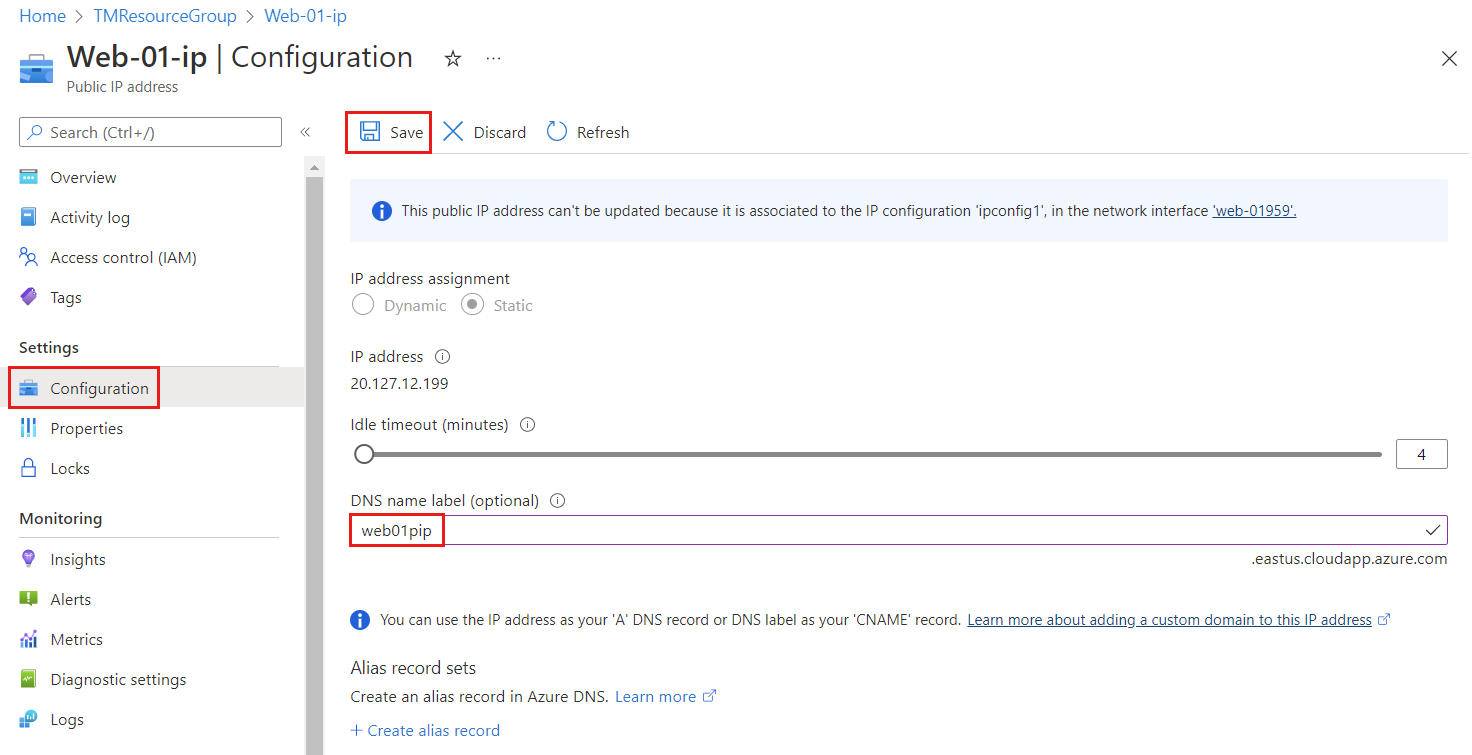 Home > TMResourceGroup > Web-01-ip
Web-01-ip | Configuration
Public IP address
Search (Ctrl+/)
Overview
Activity log
Access control (IAM)
Tags
Settings
Configuration
Properties
Locks
Monitoring
Insights
Alerts
Metrics
Diagnostic settings
Logs
Save Discard Refresh
This public IP address can't be updated because it is associated to the IP configuration 'ipconfig1', in the network interface 'web-01959'.
IP address assignment
Dynamic Static
IP address
20.127.12.199
Idle timeout (minutes)
4
DNS name label (optional)
web01pip
.eastus.cloudapp.azure.com
You can use the IP address as your 'A' DNS record or DNS label as your 'CNAME' record. Learn more about adding a custom domain to this IP address
Alias record sets
Create an alias record in Azure DNS. Learn more
+ Create alias record